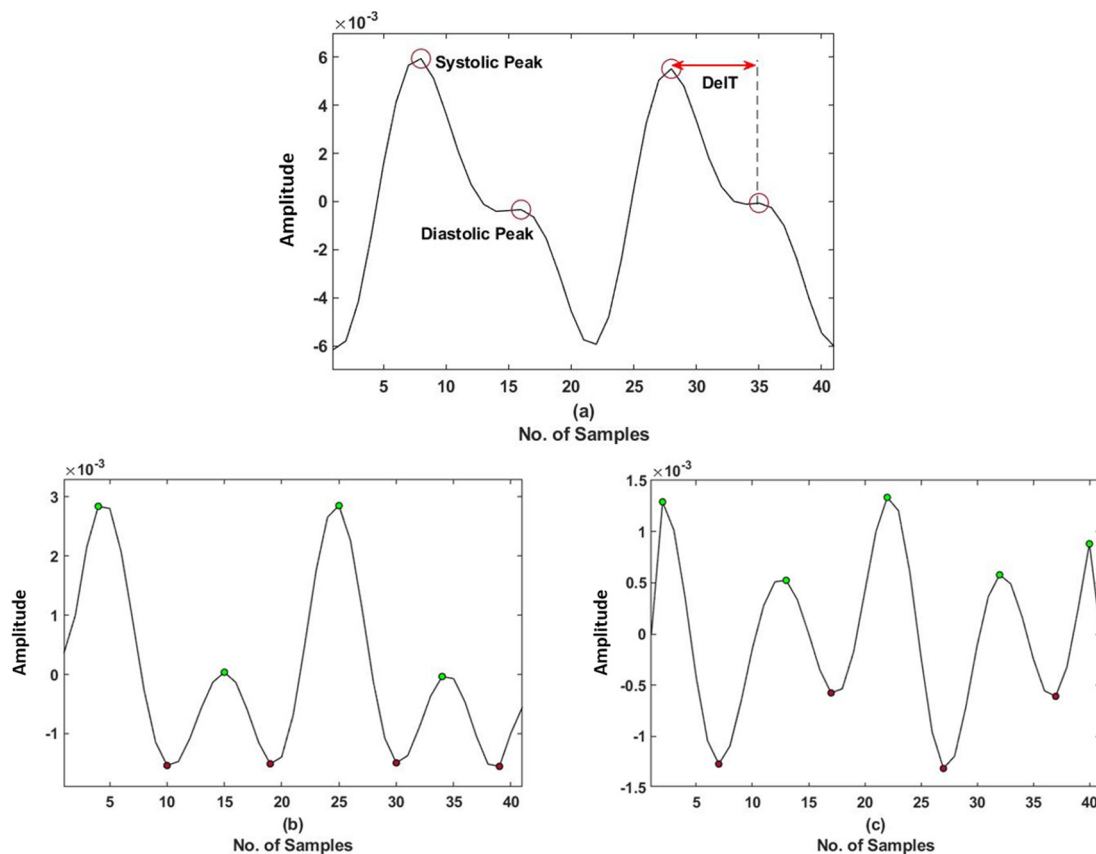 ×10⁻³
6
Systolic Peak
DelT
4
2
0
Diastolic Peak
-2
-4
-6
Amplitude
5 10 15 20 25 30 35 40
(a)
No. of Samples
×10⁻³
3
2
1
0
-1
Amplitude
5 10 15 20 25 30 35 40
(b)
No. of Samples
×10⁻³
1.5
1
0.5
0
-0.5
-1
-1.5
Amplitude
5 10 15 20 25 30 35 40
(c)
No. of Samples